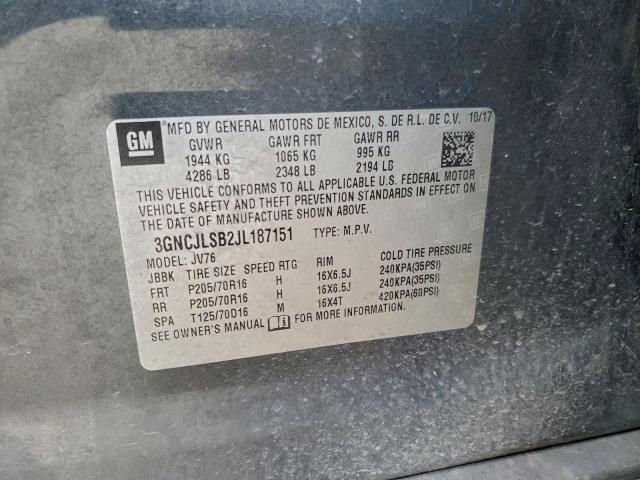 GM
MFD BY GENERAL MOTORS DE MEXICO, S. DE R.L. DE C.V. 10/17
GVWR GAWR FRT GAWR RR
1944 KG 1065 KG 995 KG
4286 LB 2348 LB 2194 LB
THIS VEHICLE CONFORMS TO ALL APPLICABLE U.S. FEDERAL MOTOR
VEHICLE SAFETY AND THEFT PREVENTION STANDARDS IN EFFECT ON
THE DATE OF MANUFACTURE SHOWN ABOVE.
3GNCJLSB2JL187151 TYPE: M.P.V.
MODEL: JV76
JBBK TIRE SIZE SPEED RTG RIM COLD TIRE PRESSURE
FRT P205/70R16 H 16X6.5J 240KPA(35PSI)
RR P205/70R16 H 16X6.5J 240KPA(35PSI)
SPA T125/70D16 M 16X4T 420KPA(60PSI)
SEE OWNER'S MANUAL FOR MORE INFORMATION.